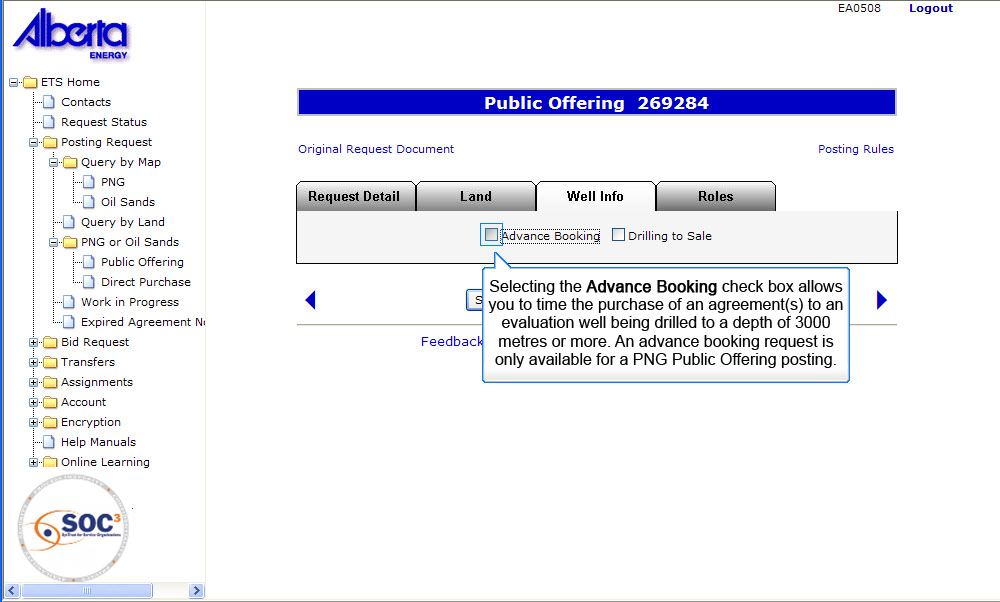 EA0508 Logout
Alberta
ENERGY
ETS Home
Contacts
Request Status
Posting Request
Query by Map
PNG
Oil Sands
Query by Land
PNG or Oil Sands
Public Offering
Direct Purchase
Work in Progress
Expired Agreement
Bid Request
Transfers
Assignments
Account
Encryption
Help Manuals
Online Learning
SOC3
SysTrust for Service Organizations
Public Offering 269284
Original Request Document Posting Rules
Request Detail Land Well Info Roles
Advance Booking Drilling to Sale
Selecting the Advance Booking check box allows
you to time the purchase of an agreement(s) to an
evaluation well being drilled to a depth of 3000
metres or more. An advance booking request is
only available for a PNG Public Offering posting.
Feedback